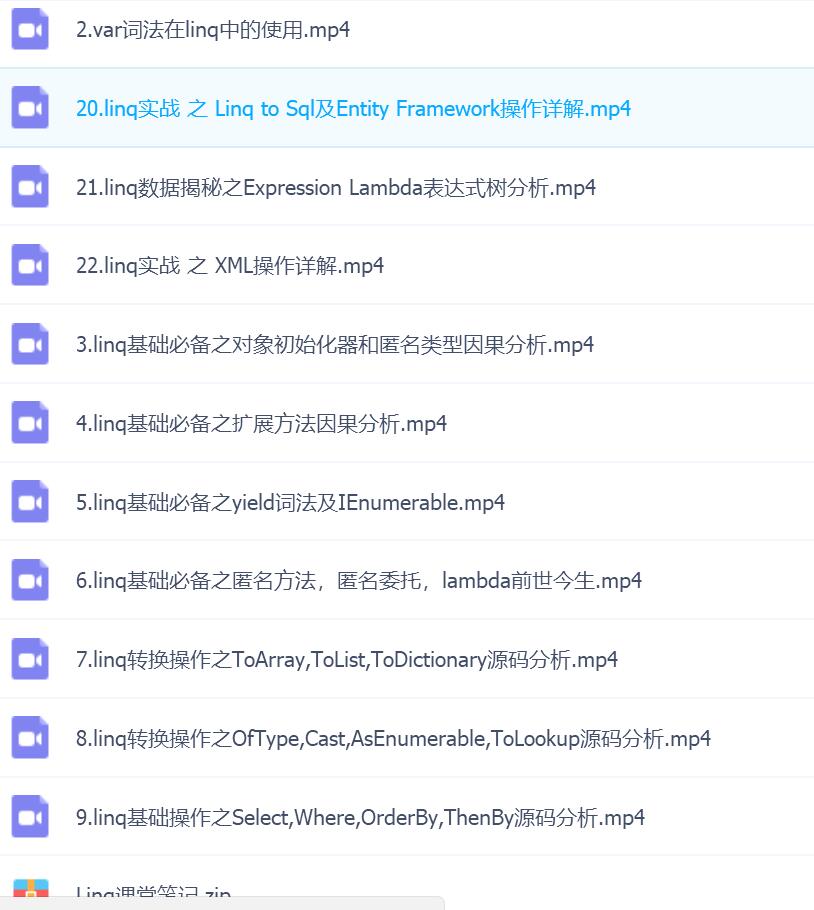 2.var词法在linq中的使用.mp4
20.linq实战 之 Linq to Sql及Entity Framework操作详解.mp4
21.linq数据揭秘之Expression Lambda表达式树分析.mp4
22.linq实战 之 XML操作详解.mp4
3.linq基础必备之对象初始化器和匿名类型因果分析.mp4
4.linq基础必备之扩展方法因果分析.mp4
5.linq基础必备之yield词法及IEnumerable.mp4
6.linq基础必备之匿名方法，匿名委托，lambda前世今生.mp4
7.linq转换操作之ToArray,ToList,ToDictionary源码分析.mp4
8.linq转换操作之OfType,Cast,AsEnumerable,ToLookup源码分析.mp4
9.linq基础操作之Select,Where,OrderBy,ThenBy源码分析.mp4
Linq课堂笔记.zip